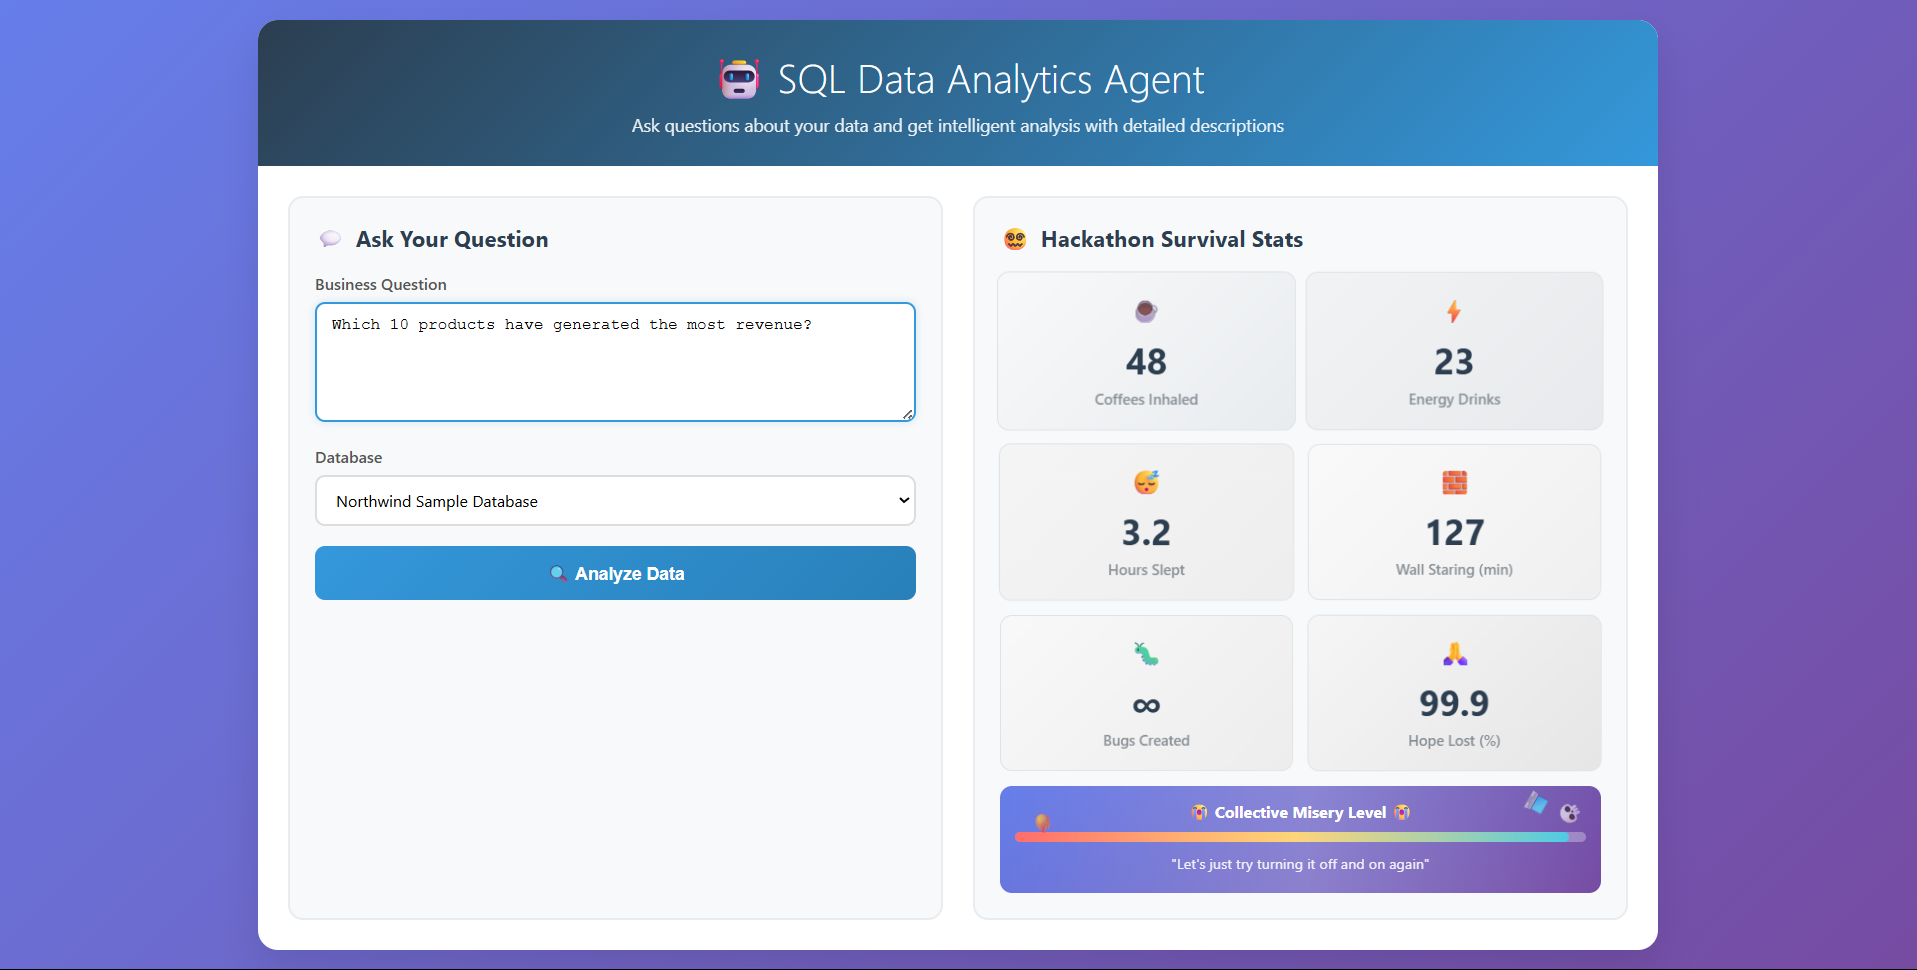 SQL Data Analytics Agent
Ask questions about your data and get intelligent analysis with detailed descriptions
Ask Your Question
Business Question
Which 10 products have generated the most revenue?
Database
Northwind Sample Database
Analyze Data
Hackathon Survival Stats
48
Coffees Inhaled
23
Energy Drinks
3.2
Hours Slept
127
Wall Staring (min)
∞
Bugs Created
99.9
Hope Lost (%)
Collective Misery Level
"Let's just try turning it off and on again"